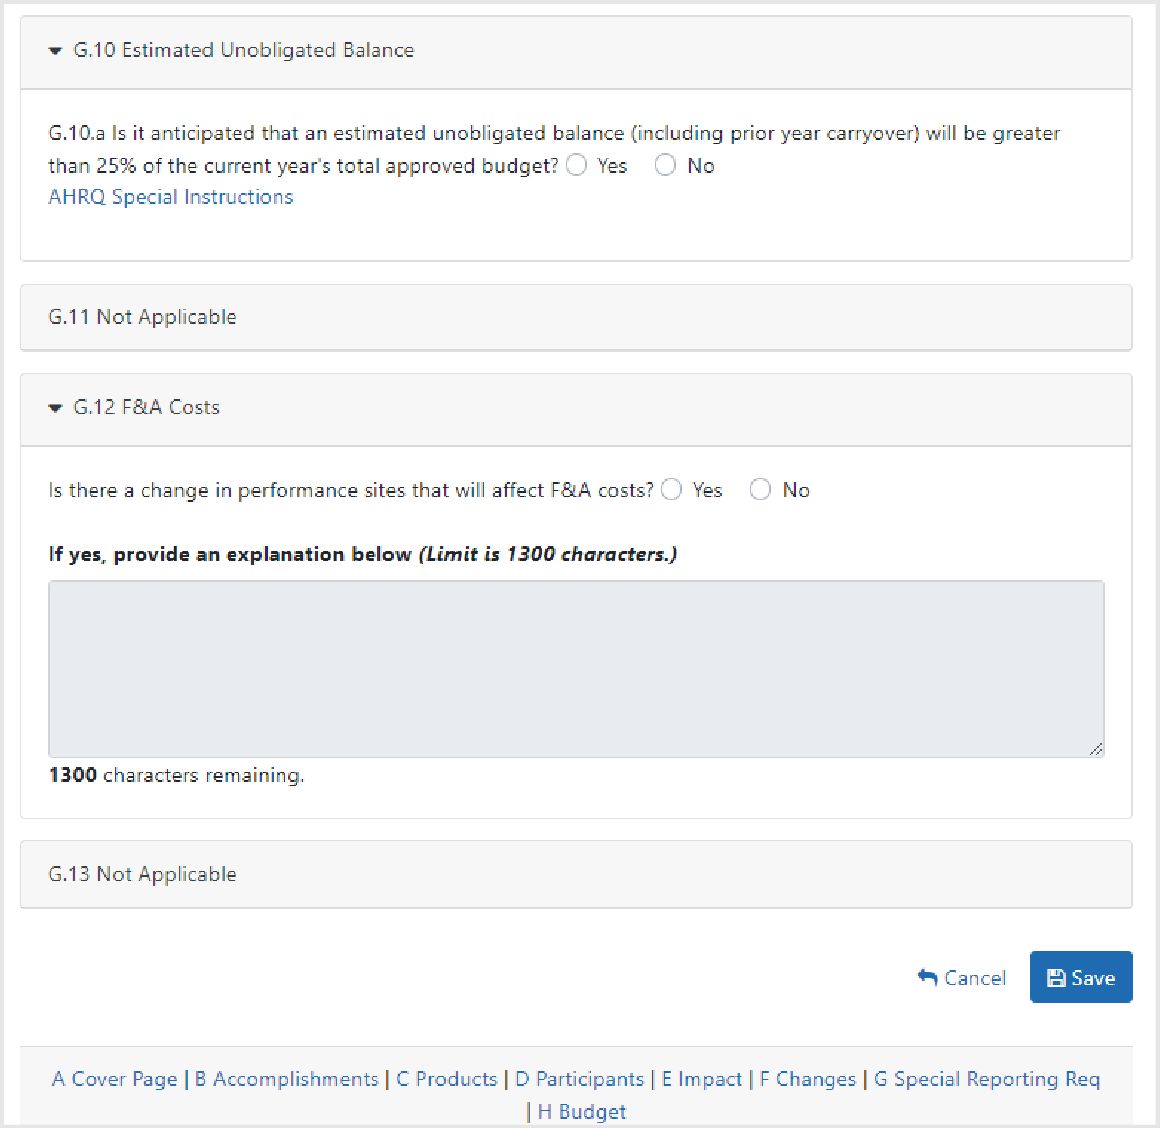 G.10 Estimated Unobligated Balance
G.10.a Is it anticipated that an estimated unobligated balance (including prior year carryover) will be greater
than 25% of the current year's total approved budget? Yes No
AHRQ Special Instructions
G.11 Not Applicable
G.12 F&A Costs
Is there a change in performance sites that will affect F&A costs? Yes No
If yes, provide an explanation below (Limit is 1300 characters.)
1300 characters remaining.
G.13 Not Applicable
Cancel Save
A Cover Page | B Accomplishments | C Products | D Participants | E Impact | F Changes | G Special Reporting Req
| H Budget